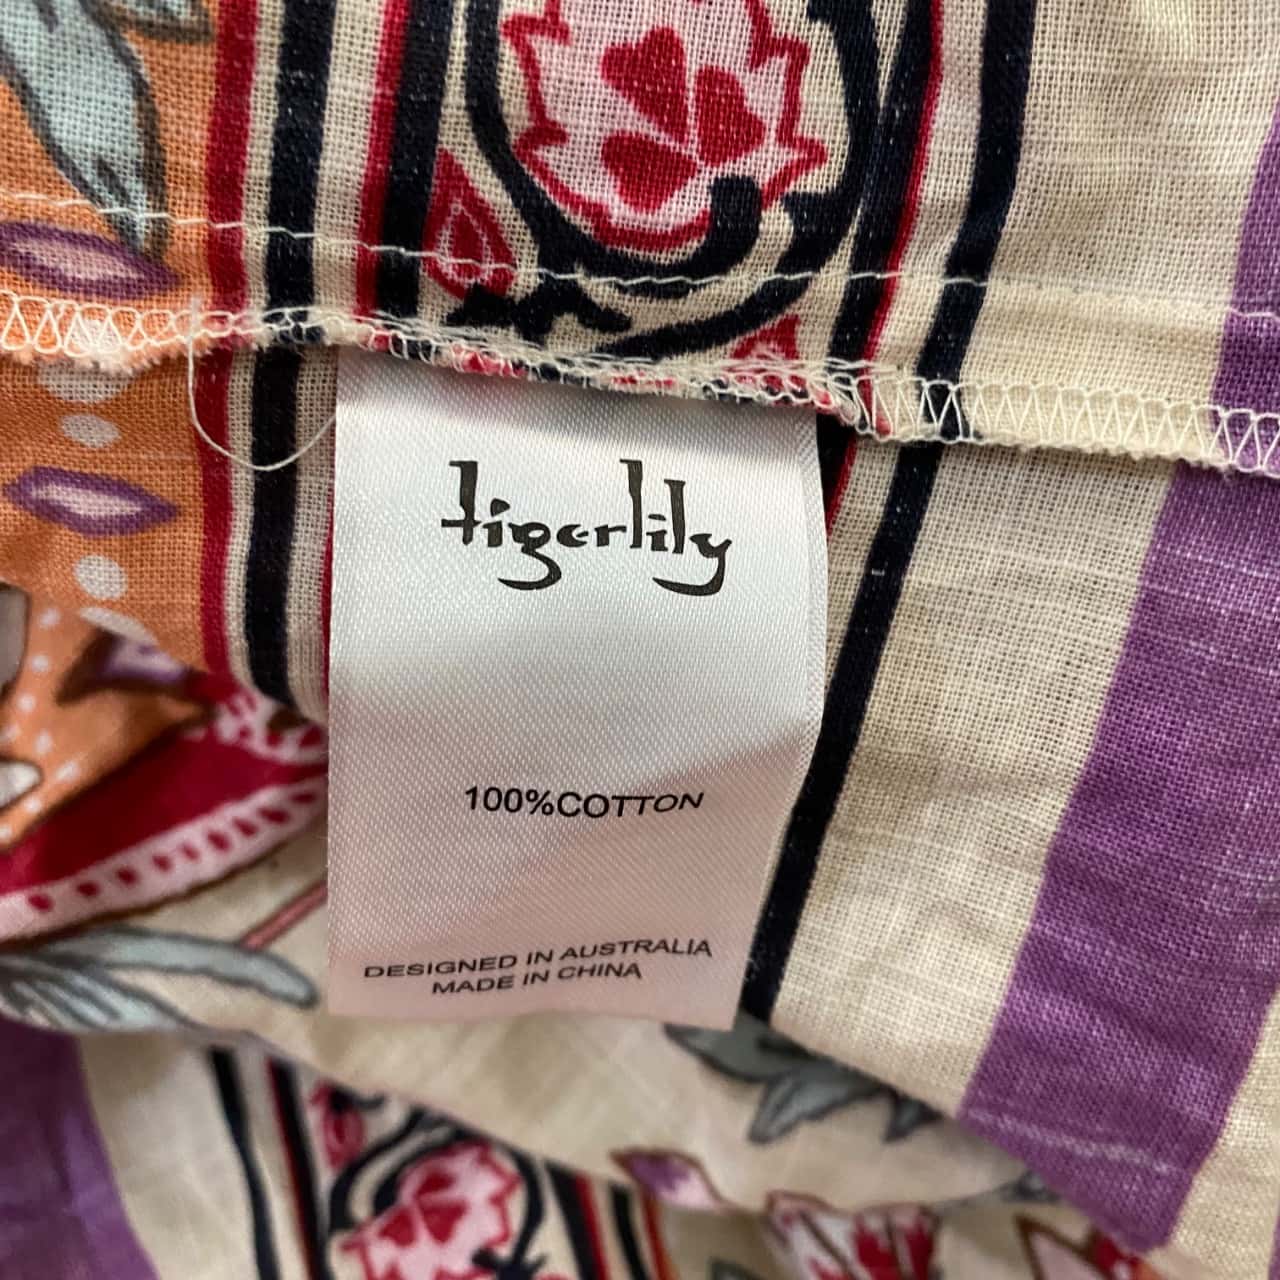 tigerlily
100%COTTON
DESIGNED IN AUSTRALIA
MADE IN CHINA